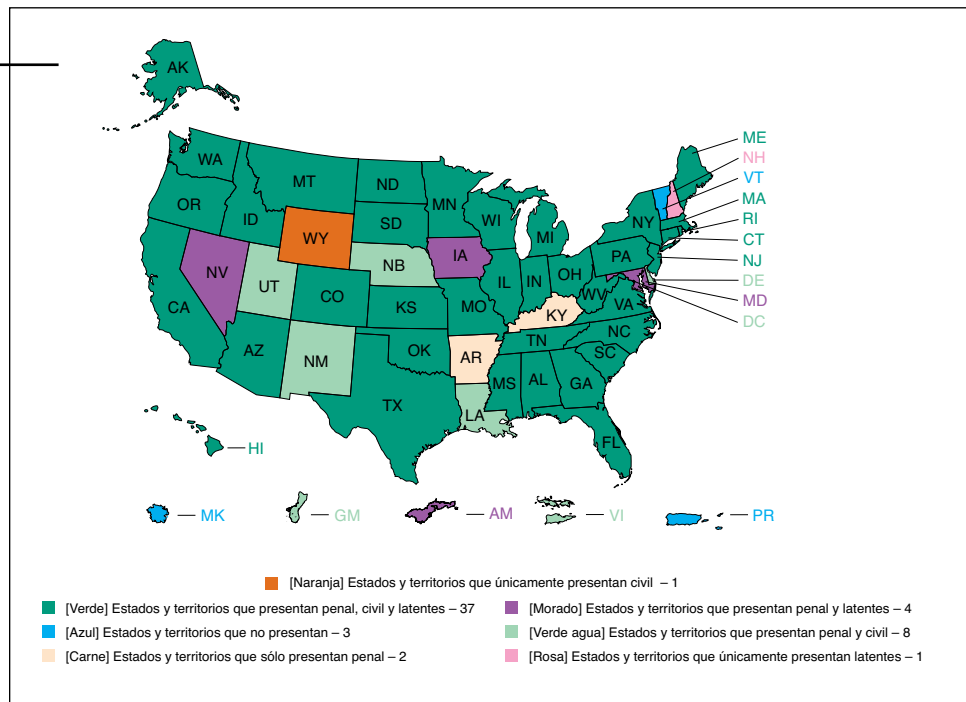 AK
ME
NH
VT
MA
RI
CT
NJ
DE
MD
DC
WA
MT
ND
MN
OR
ID
SD
WI
MI
NY
WY
IA
PA
NV
UT
NB
IL
IN
OH
CA
CO
KS
MO
KY
WV
VA
AZ
NM
OK
AR
TN
NC
SC
TX
LA
MS
AL
GA
FL
HI
MK
GM
AM
VI
PR
[Naranja] Estados y territorios que únicamente presentan civil – 1
[Verde] Estados y territorios que presentan penal, civil y latentes – 37
[Morado] Estados y territorios que presentan penal y latentes – 4
[Azul] Estados y territorios que no presentan – 3
[Verde agua] Estados y territorios que presentan penal y civil – 8
[Carne] Estados y territorios que sólo presentan penal – 2
[Rosa] Estados y territorios que únicamente presentan latentes – 1